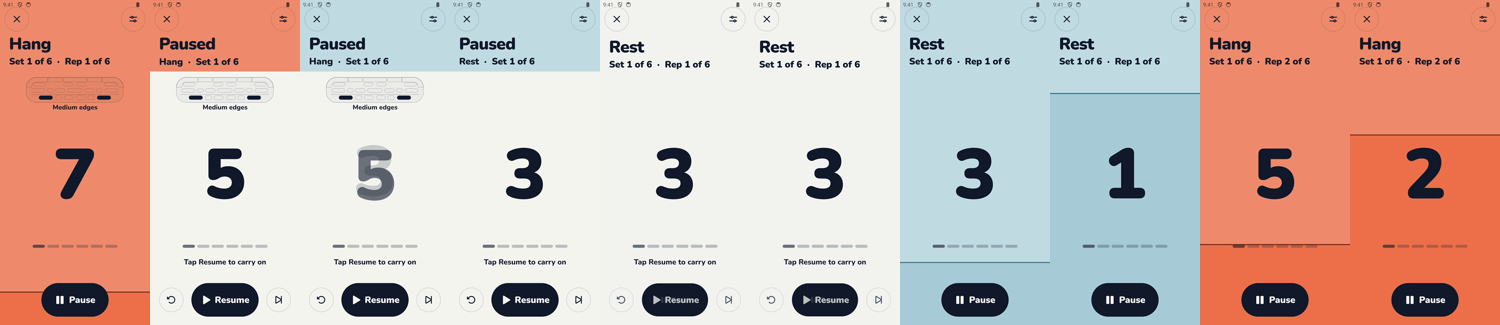 9:41
Hang
Set 1 of 6 · Rep 1 of 6
Medium edges
7
Pause
9:41
Paused
Hang · Set 1 of 6
Medium edges
5
Tap Resume to carry on
Resume
9:41
Paused
Hang · Set 1 of 6
Medium edges
5
Tap Resume to carry on
Resume
9:41
Paused
Rest · Set 1 of 6
3
Tap Resume to carry on
Resume
9:41
Rest
Set 1 of 6 · Rep 1 of 6
3
Tap Resume to carry on
Resume
9:41
Rest
Set 1 of 6 · Rep 1 of 6
3
Tap Resume to carry on
Resume
9:41
Rest
Set 1 of 6 · Rep 1 of 6
3
Pause
9:41
Rest
Set 1 of 6 · Rep 1 of 6
1
Pause
9:41
Hang
Set 1 of 6 · Rep 2 of 6
5
Pause
9:41
Hang
Set 1 of 6 · Rep 2 of 6
2
Pause